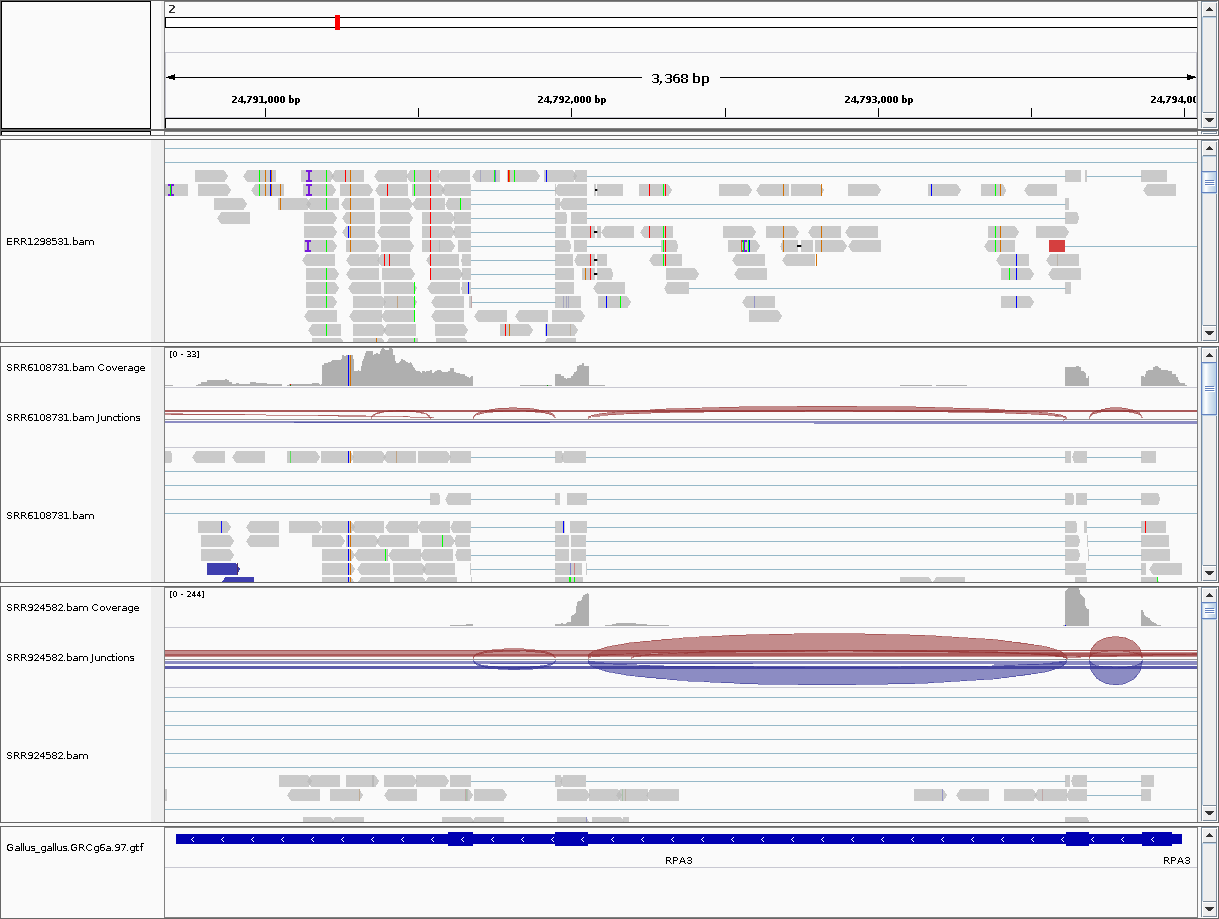 2
3,368 bp
24,791,000 bp 24,792,000 bp 24,793,000 bp 24,794,0
ERR1298531.bam
[0 - 33]
SRR6108731.bam Coverage
SRR6108731.bam Junctions
SRR6108731.bam
[0 - 244]
SRR924582.bam Coverage
SRR924582.bam Junctions
SRR924582.bam
Gallus_gallus.GRCg6a.97.gtf
RPA3 RPA3